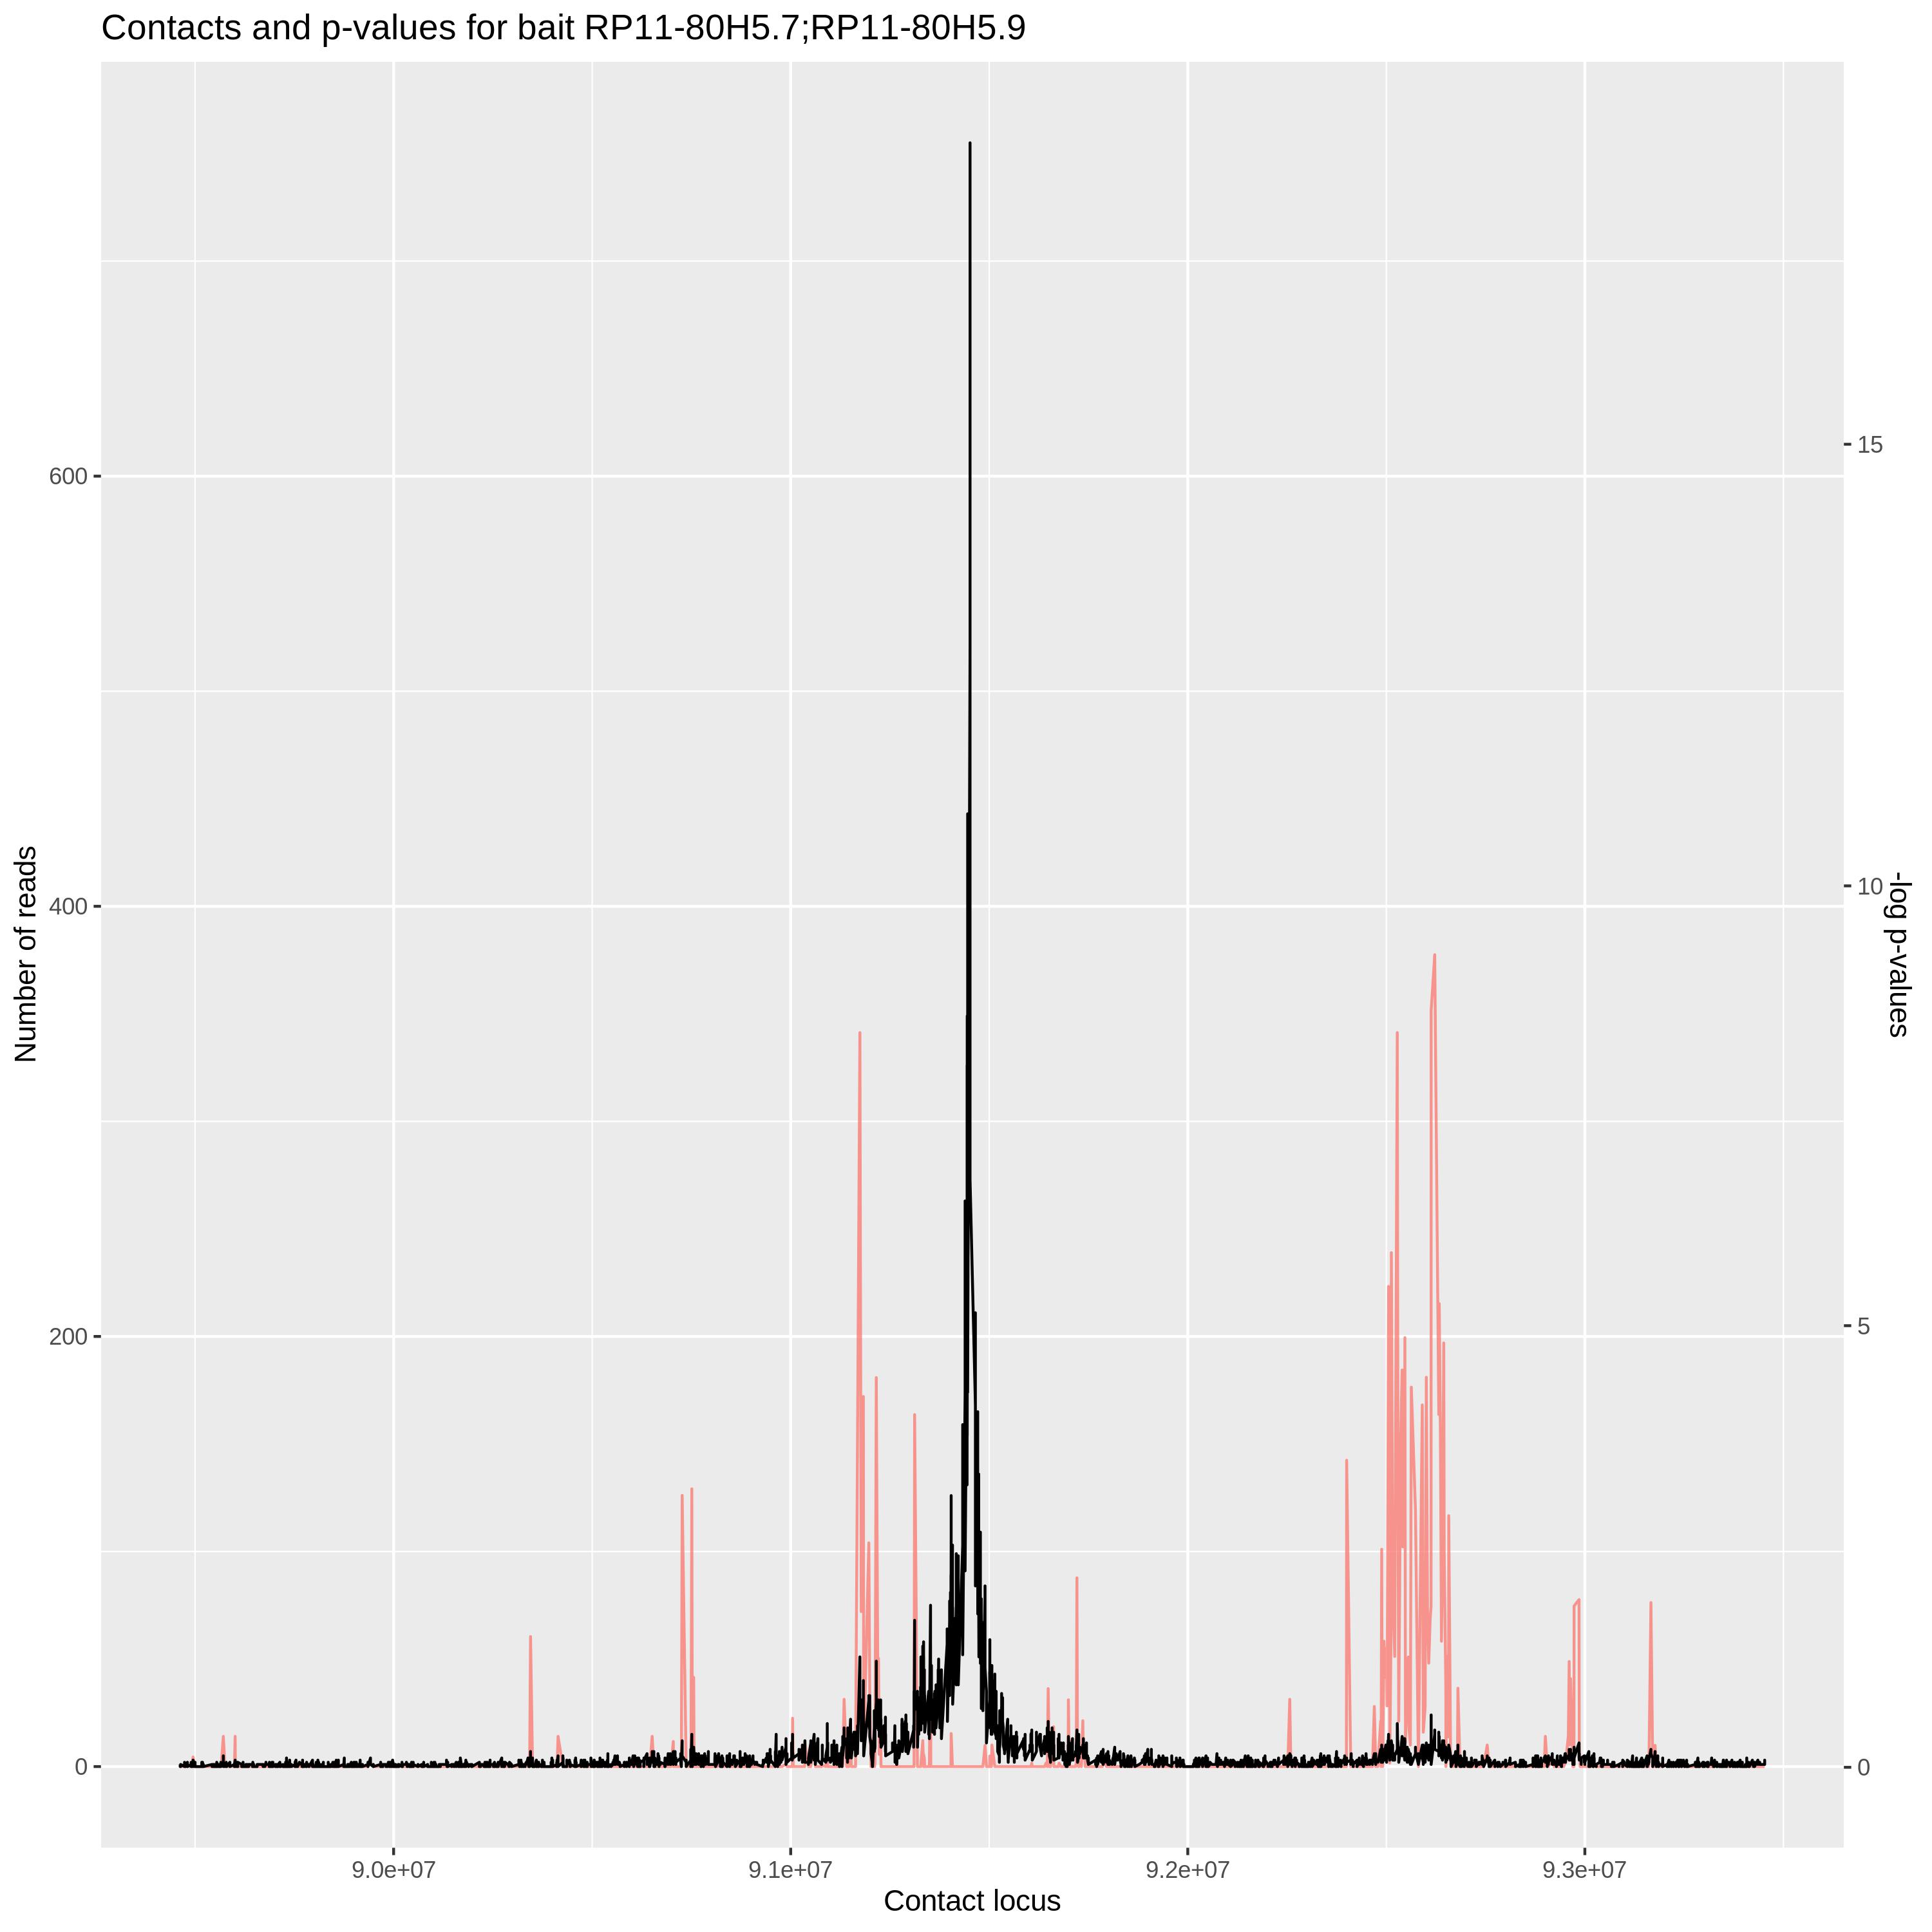 Contacts and p-values for bait RP11-80H5.7;RP11-80H5.9
600
400
200
0
Number of reads
15
10
5
0
-log p-values
9.0e+07
9.1e+07
9.2e+07
9.3e+07
Contact locus